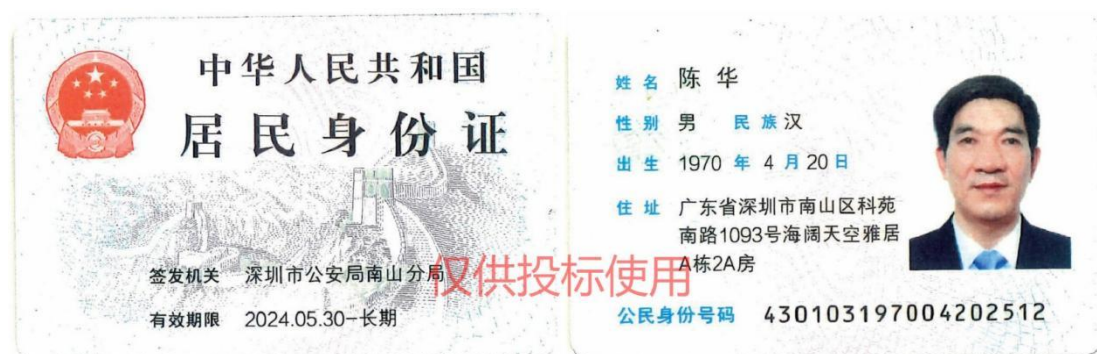 中华人民共和国
居民身份证
签发机关 深圳市公安局南山分局
有效期限 2024.05.30-长期
姓名 陈华
性别 男 民族 汉
出生 1970 年 4 月 20 日
住址 广东省深圳市南山区科苑
南路1093号海阔天空雅居
A栋2A房
公民身份号码 430103197004202512
仅供投标使用